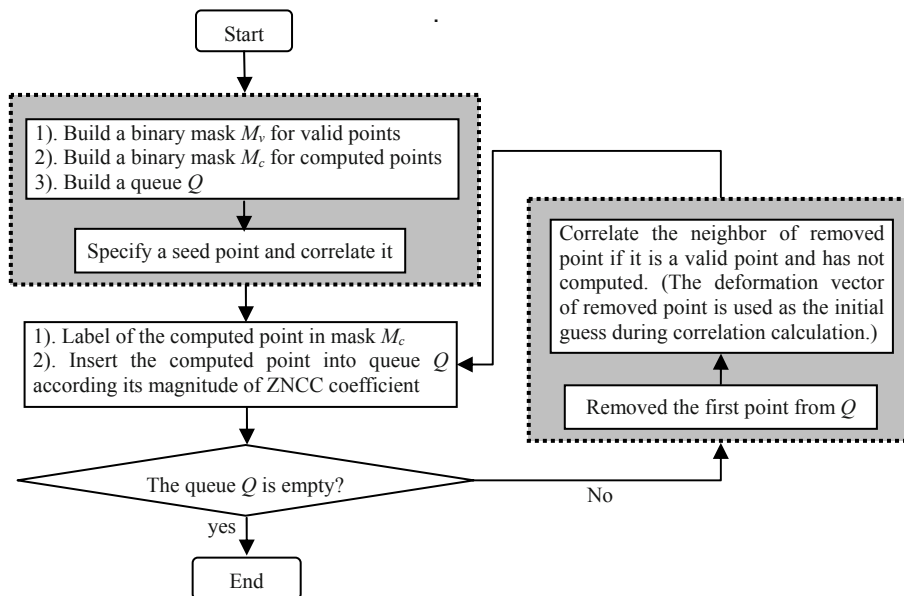 Start
1). Build a binary mask Mv for valid points
2). Build a binary mask Mc for computed points
3). Build a queue Q
Specify a seed point and correlate it
1). Label of the computed point in mask Mc
2). Insert the computed point into queue Q
according its magnitude of ZNCC coefficient
The queue Q is empty?
yes
End
No
Removed the first point from Q
Correlate the neighbor of removed
point if it is a valid point and has not
computed. (The deformation vector
of removed point is used as the initial
guess during correlation calculation.)